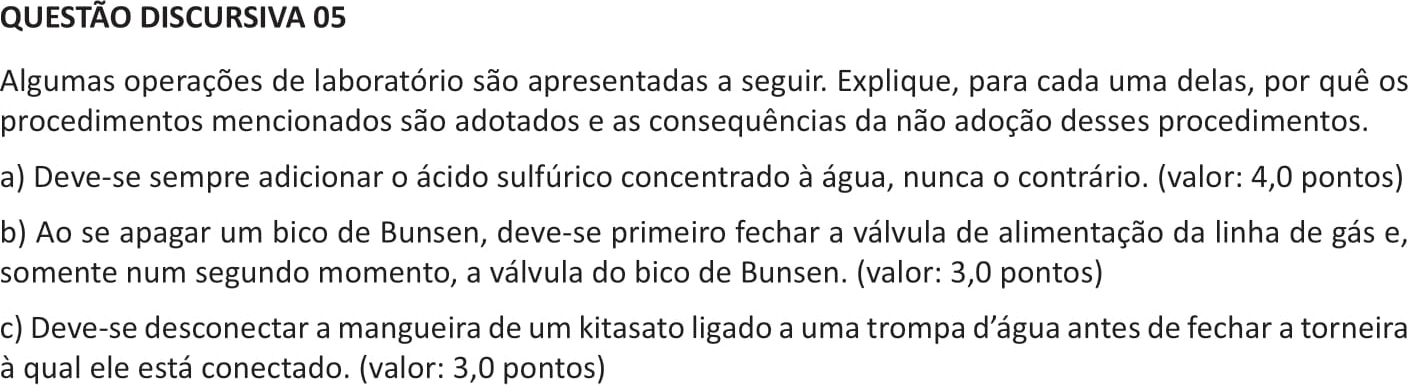 QUESTÃO DISCURSIVA 05
Algumas operações de laboratório são apresentadas a seguir. Explique, para cada uma delas, por quê os
procedimentos mencionados são adotados e as consequências da não adoção desses procedimentos.
a) Deve-se sempre adicionar o ácido sulfúrico concentrado à água, nunca o contrário. (valor: 4,0 pontos)
b) Ao se apagar um bico de Bunsen, deve-se primeiro fechar a válvula de alimentação da linha de gás e,
somente num segundo momento, a válvula do bico de Bunsen. (valor: 3,0 pontos)
c) Deve-se desconectar a mangueira de um kitasato ligado a uma trompa d’água antes de fechar a torneira
à qual ele está conectado. (valor: 3,0 pontos)